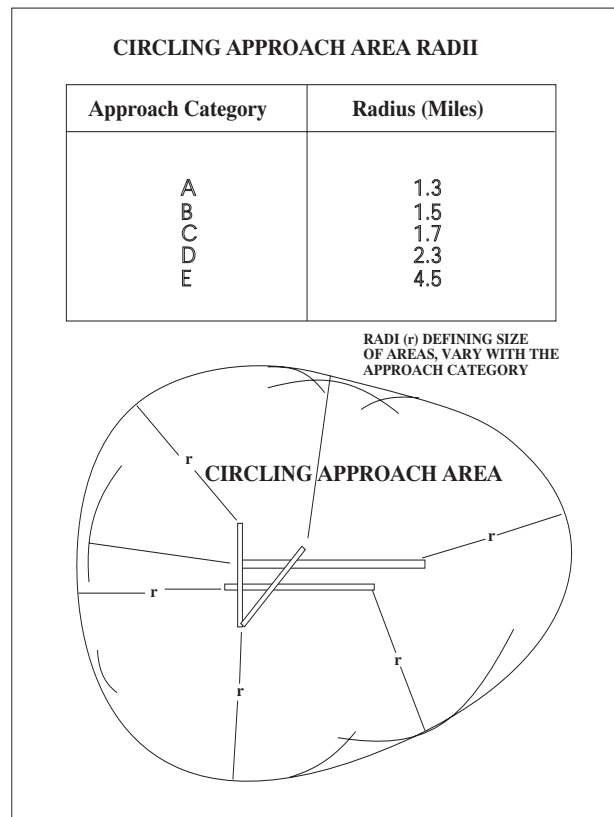 CIRCLING APPROACH AREA RADII
Approach Category Radius (Miles)
A 1.3
B 1.5
C 1.7
D 2.3
E 4.5
RADI (r) DEFINING SIZE
OF AREAS, VARY WITH THE
APPROACH CATEGORY
r
CIRCLING APPROACH AREA
r
r
r
r